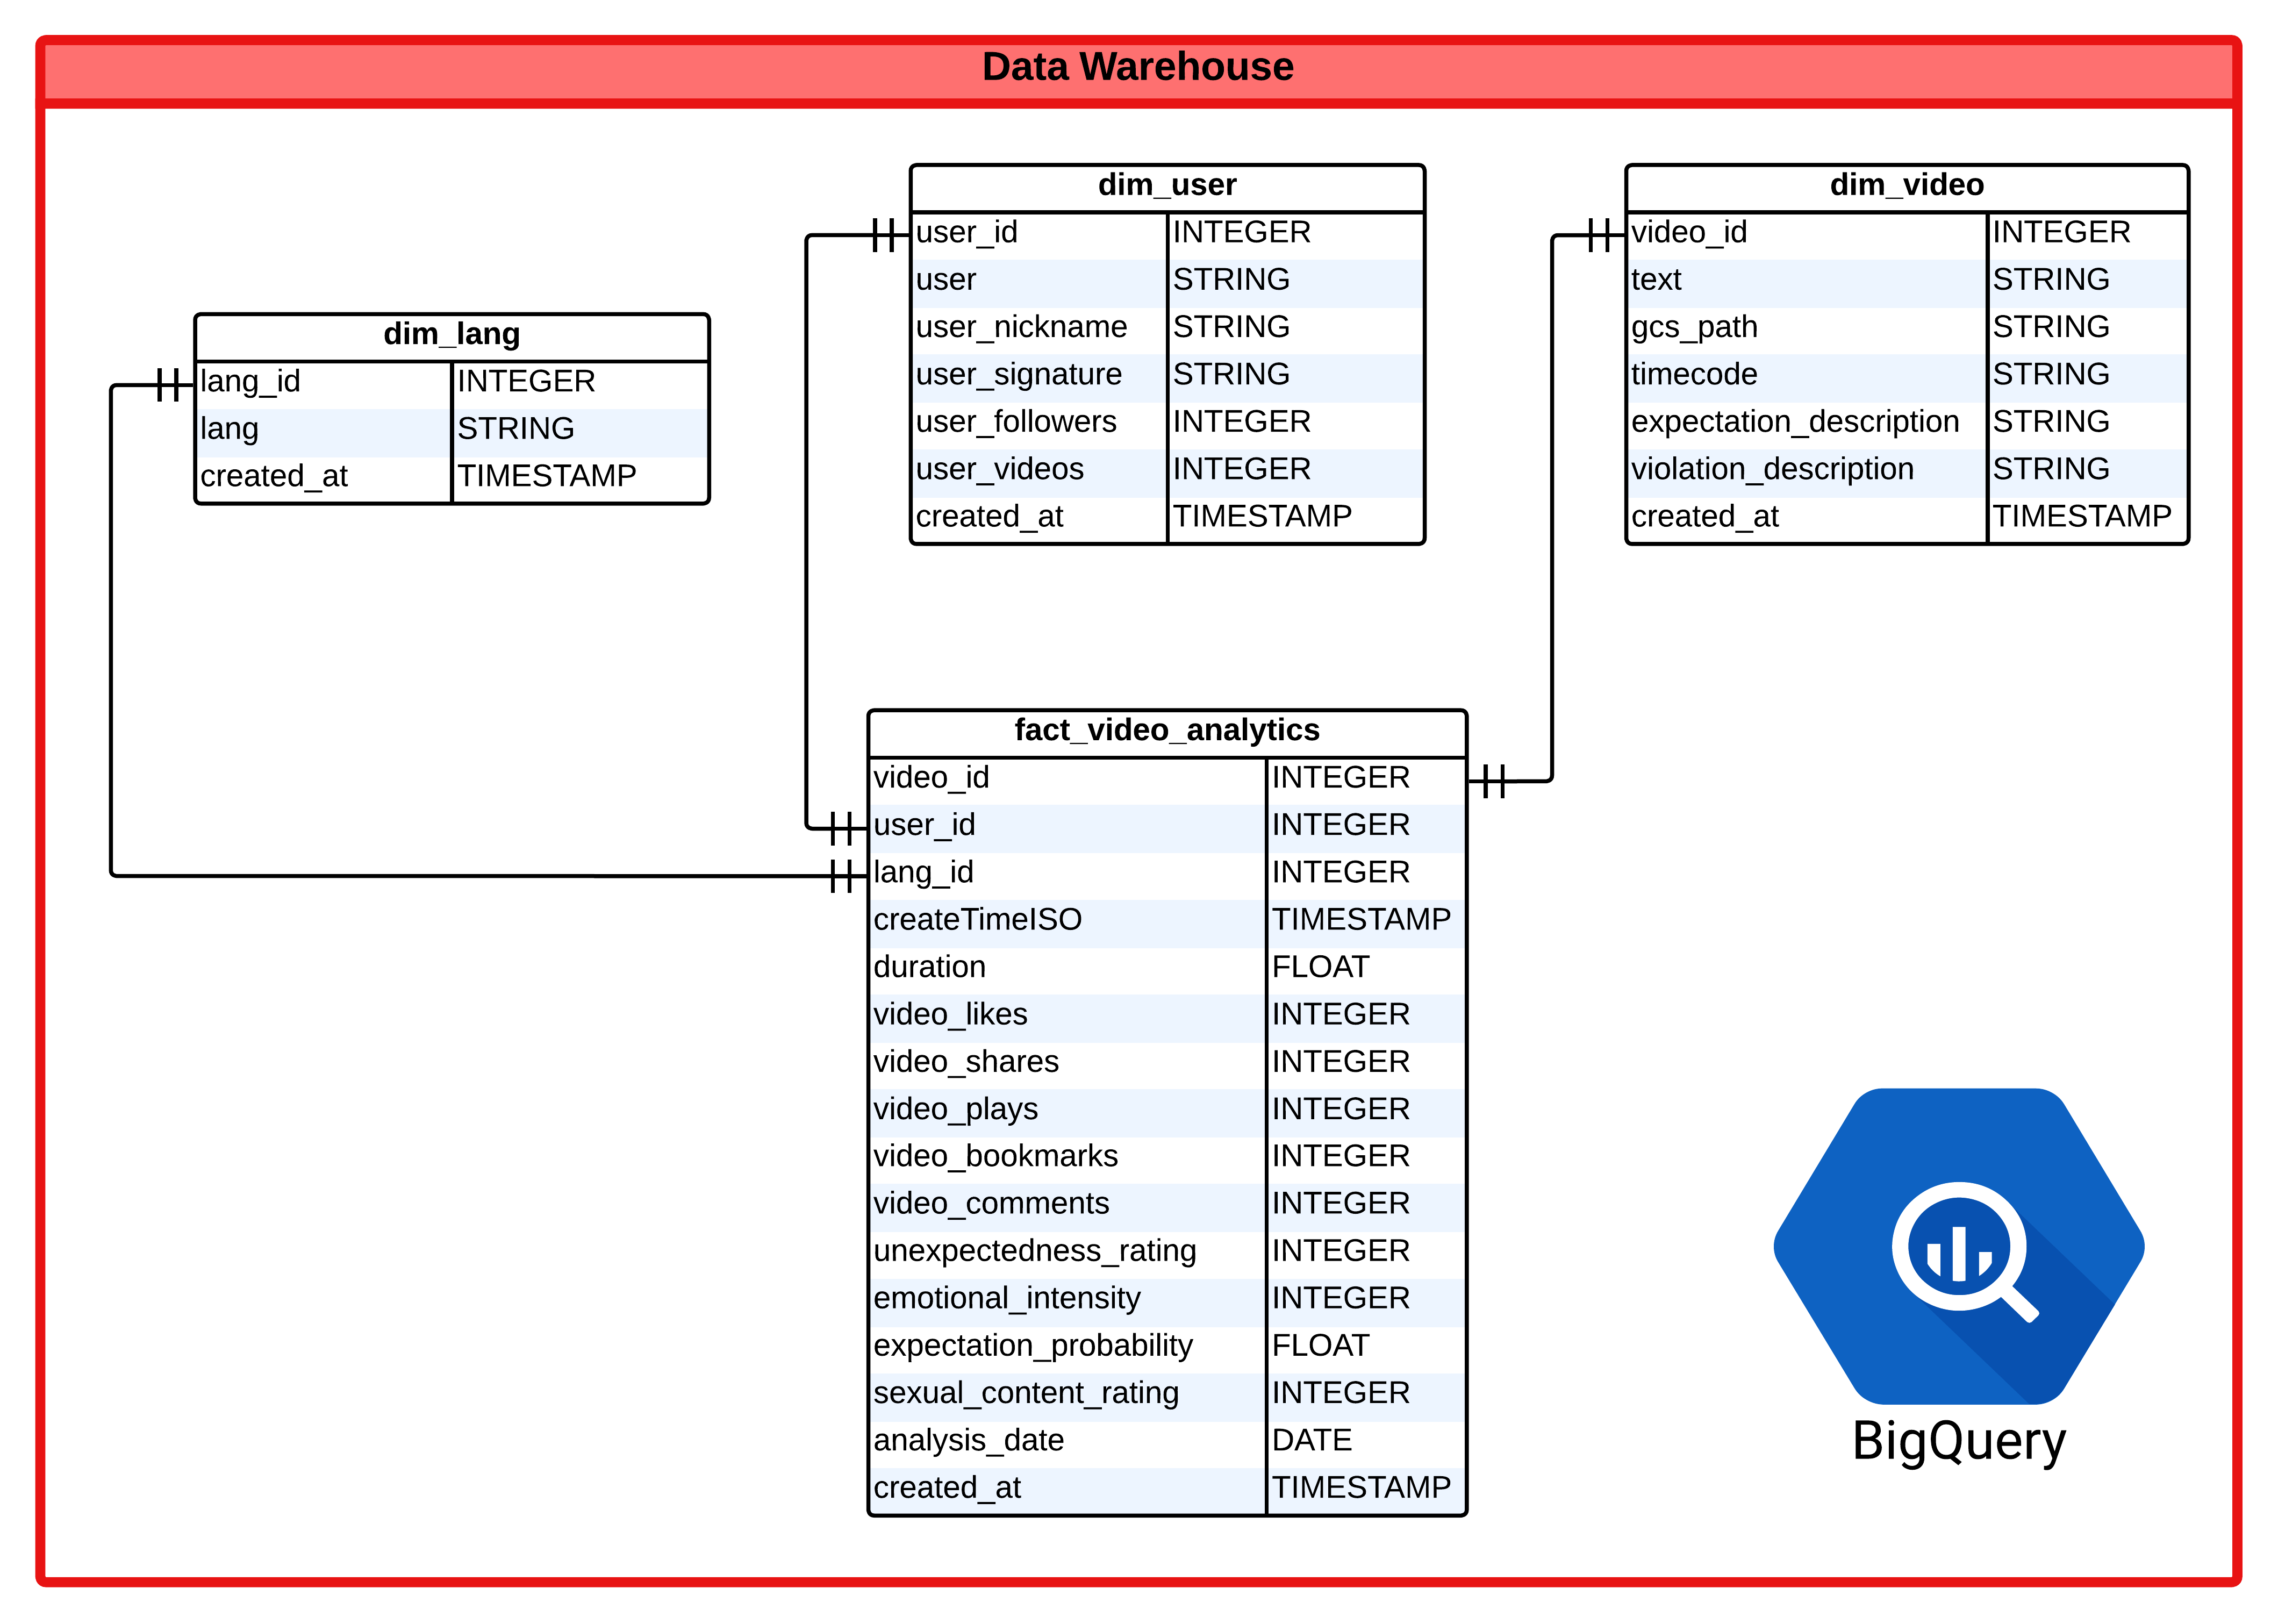 Data Warehouse
dim_lang
lang_id INTEGER
lang STRING
created_at TIMESTAMP
dim_user
user_id INTEGER
user STRING
user_nickname STRING
user_signature STRING
user_followers INTEGER
user_videos INTEGER
created_at TIMESTAMP
dim_video
video_id INTEGER
text STRING
gcs_path STRING
timecode STRING
expectation_description STRING
violation_description STRING
created_at TIMESTAMP
fact_video_analytics
video_id INTEGER
user_id INTEGER
lang_id INTEGER
createTimeISO TIMESTAMP
duration FLOAT
video_likes INTEGER
video_shares INTEGER
video_plays INTEGER
video_bookmarks INTEGER
video_comments INTEGER
unexpectedness_rating INTEGER
emotional_intensity INTEGER
expectation_probability FLOAT
sexual_content_rating INTEGER
analysis_date DATE
created_at TIMESTAMP
BigQuery